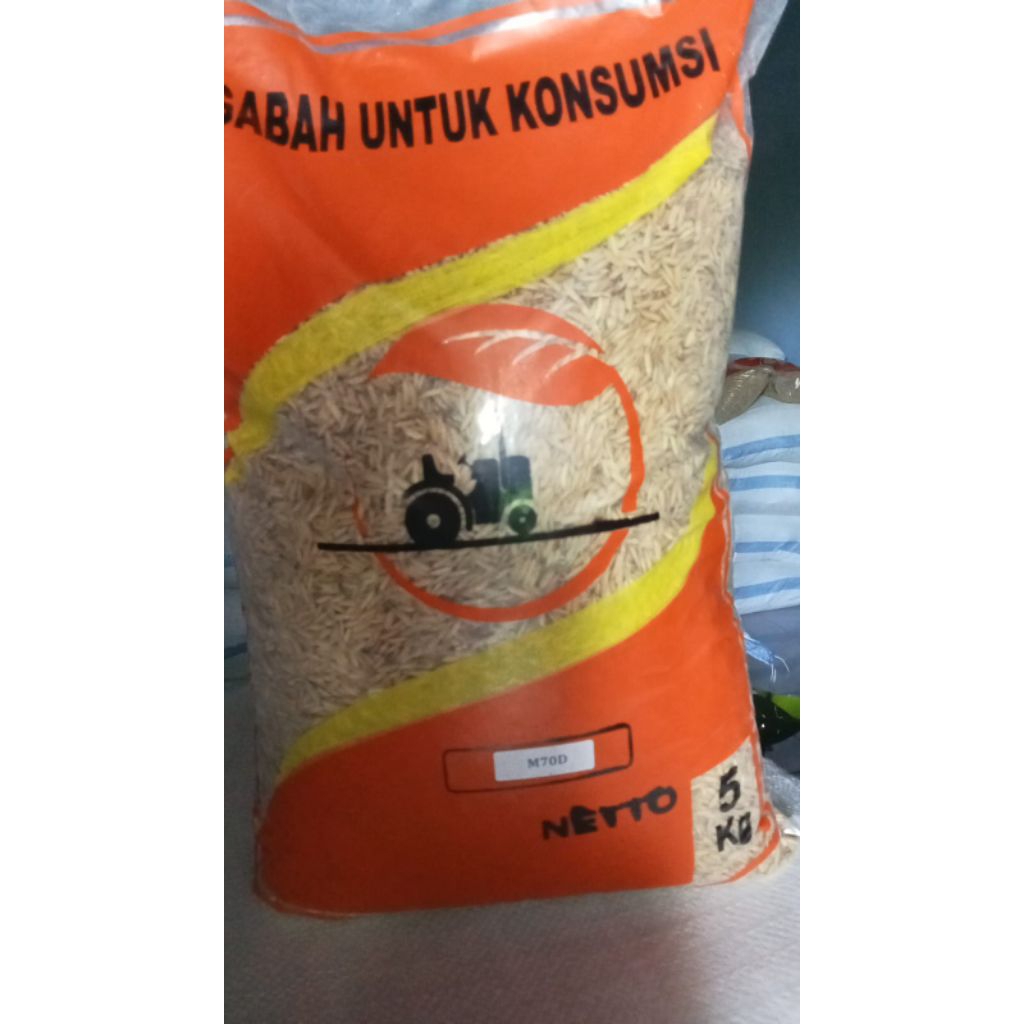 GABAH UNTUK KONSUMSI
M70D
NETTO
5
KG